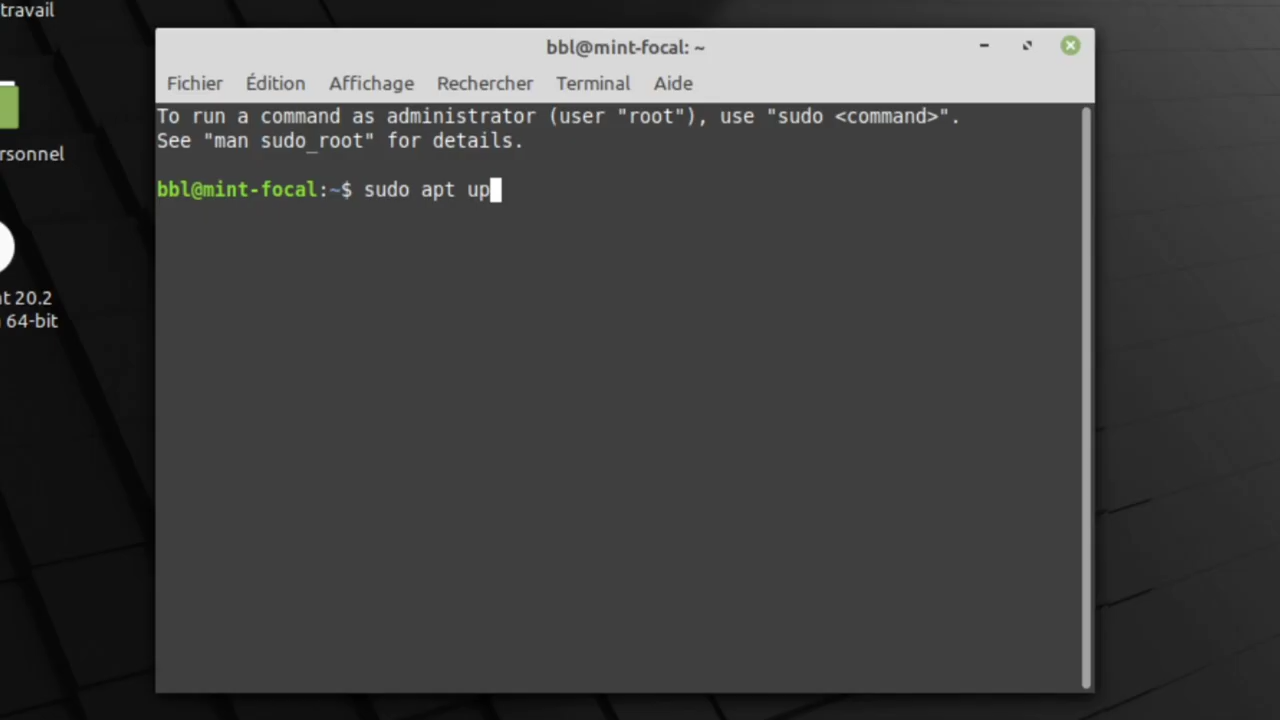 travail
bbl@mint-focal: ~
Fichier Édition Affichage Rechercher Terminal Aide
To run a command as administrator (user "root"), use "sudo <command>".
See "man sudo_root" for details.
rsonnel
bbl@mint-focal:~$ sudo apt up
t 20.2
64-bit